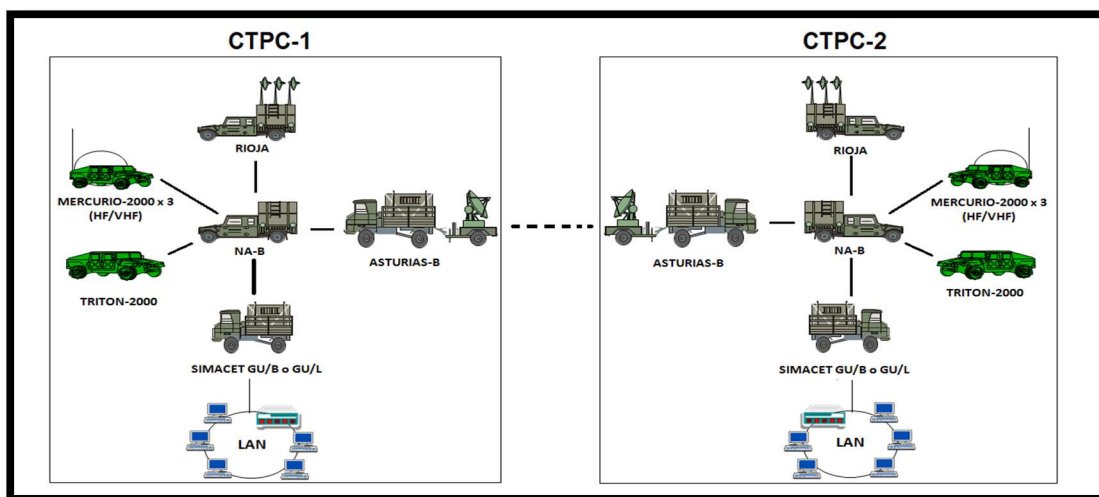 CTPC-1
RIOJA
MERCURIO-2000 x 3
(HF/VHF)
NA-B
ASTURIAS-B
TRITON-2000
SIMACET GU/B o GU/L
LAN
CTPC-2
RIOJA
MERCURIO-2000 x 3
(HF/VHF)
ASTURIAS-B
NA-B
TRITON-2000
SIMACET GU/B o GU/L
LAN